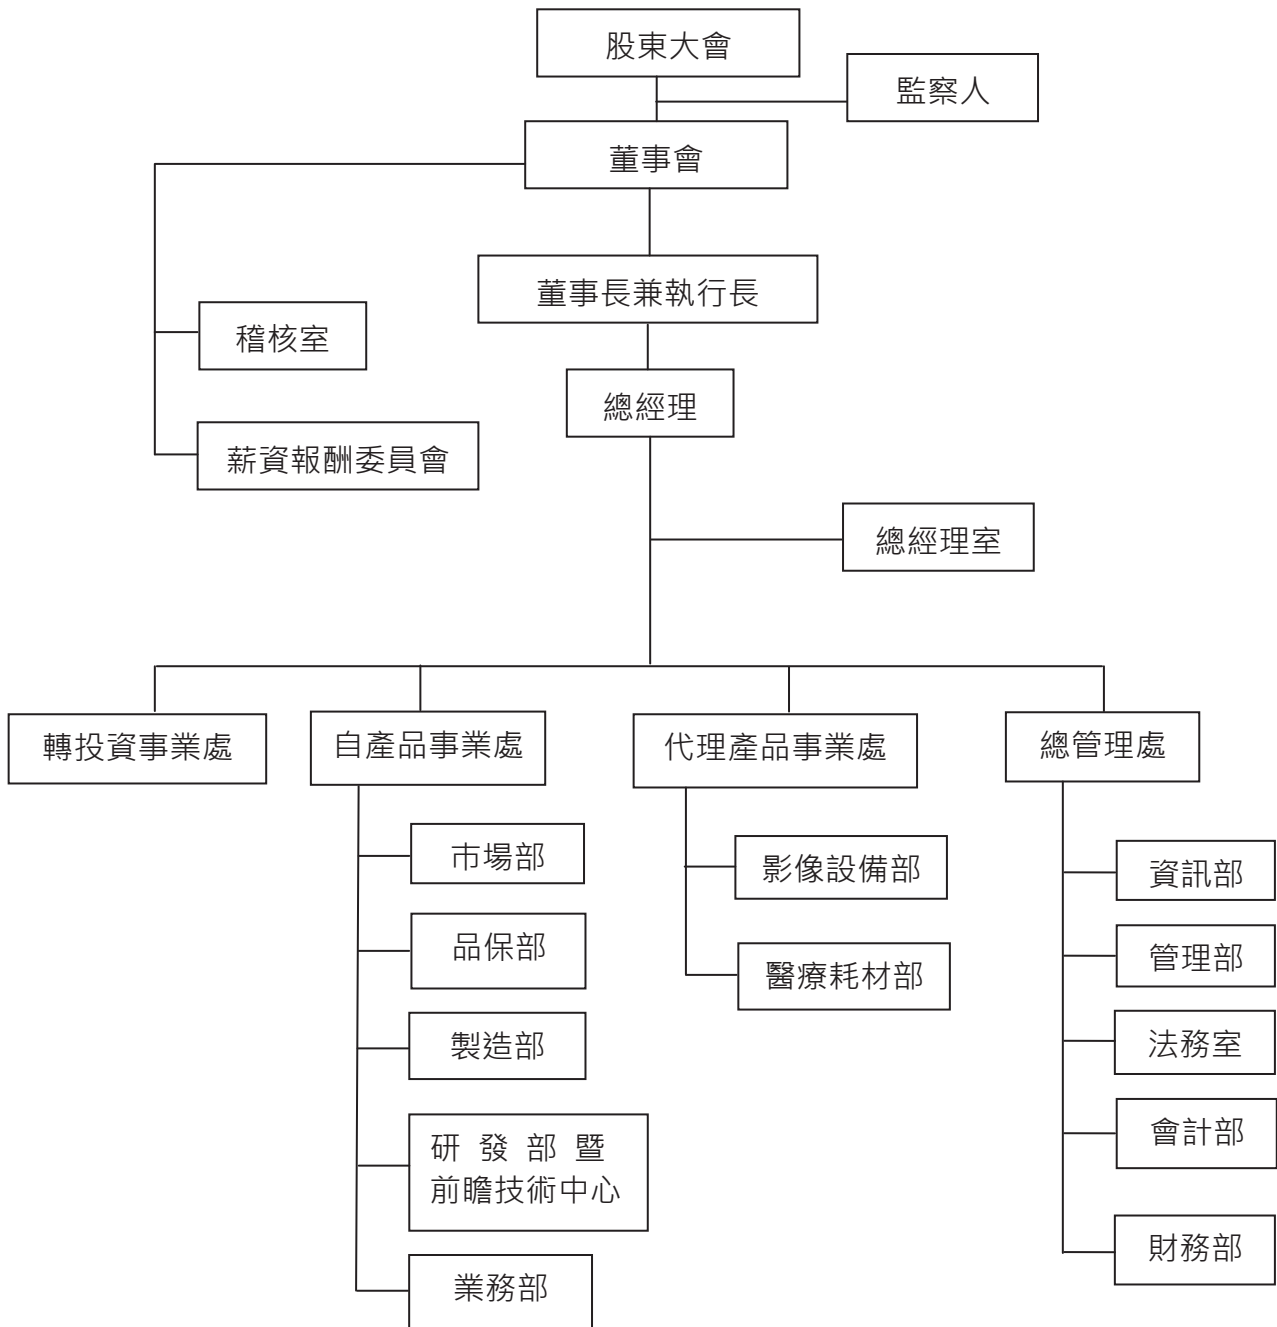 股東大會
監察人
董事會
董事長兼執行長
稽核室
總經理
薪資報酬委員會
總經理室
轉投資事業處
自產品事業處
代理產品事業處
總管理處
市場部
品保部
製造部
研發部暨
前瞻技術中心
業務部
影像設備部
醫療耗材部
資訊部
管理部
法務室
會計部
財務部